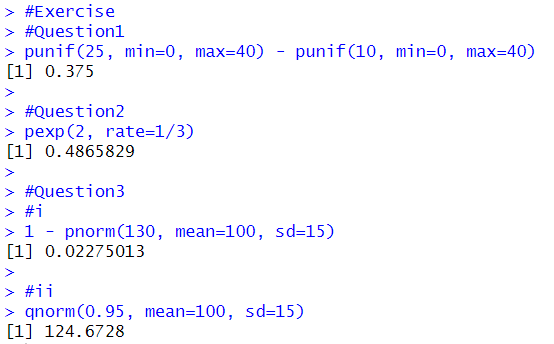 > #Exercise
> #Question1
> punif(25, min=0, max=40) - punif(10, min=0, max=40)
[1] 0.375
>
> #Question2
> pexp(2, rate=1/3)
[1] 0.4865829
>
> #Question3
> #i
> 1 - pnorm(130, mean=100, sd=15)
[1] 0.02275013
>
> #ii
> qnorm(0.95, mean=100, sd=15)
[1] 124.6728